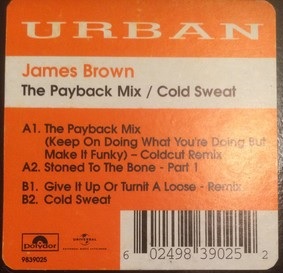 URBAN
James Brown
The Payback Mix / Cold Sweat
A1. The Payback Mix
(Keep On Doing What You're Doing But
Make It Funky) – Coldcut Remix
A2. Stoned To The Bone - Part 1
B1. Give It Up Or Turnit A Loose - Remix
B2. Cold Sweat
polydor
UNIVERSAL
9839025
6 02498 39025 2